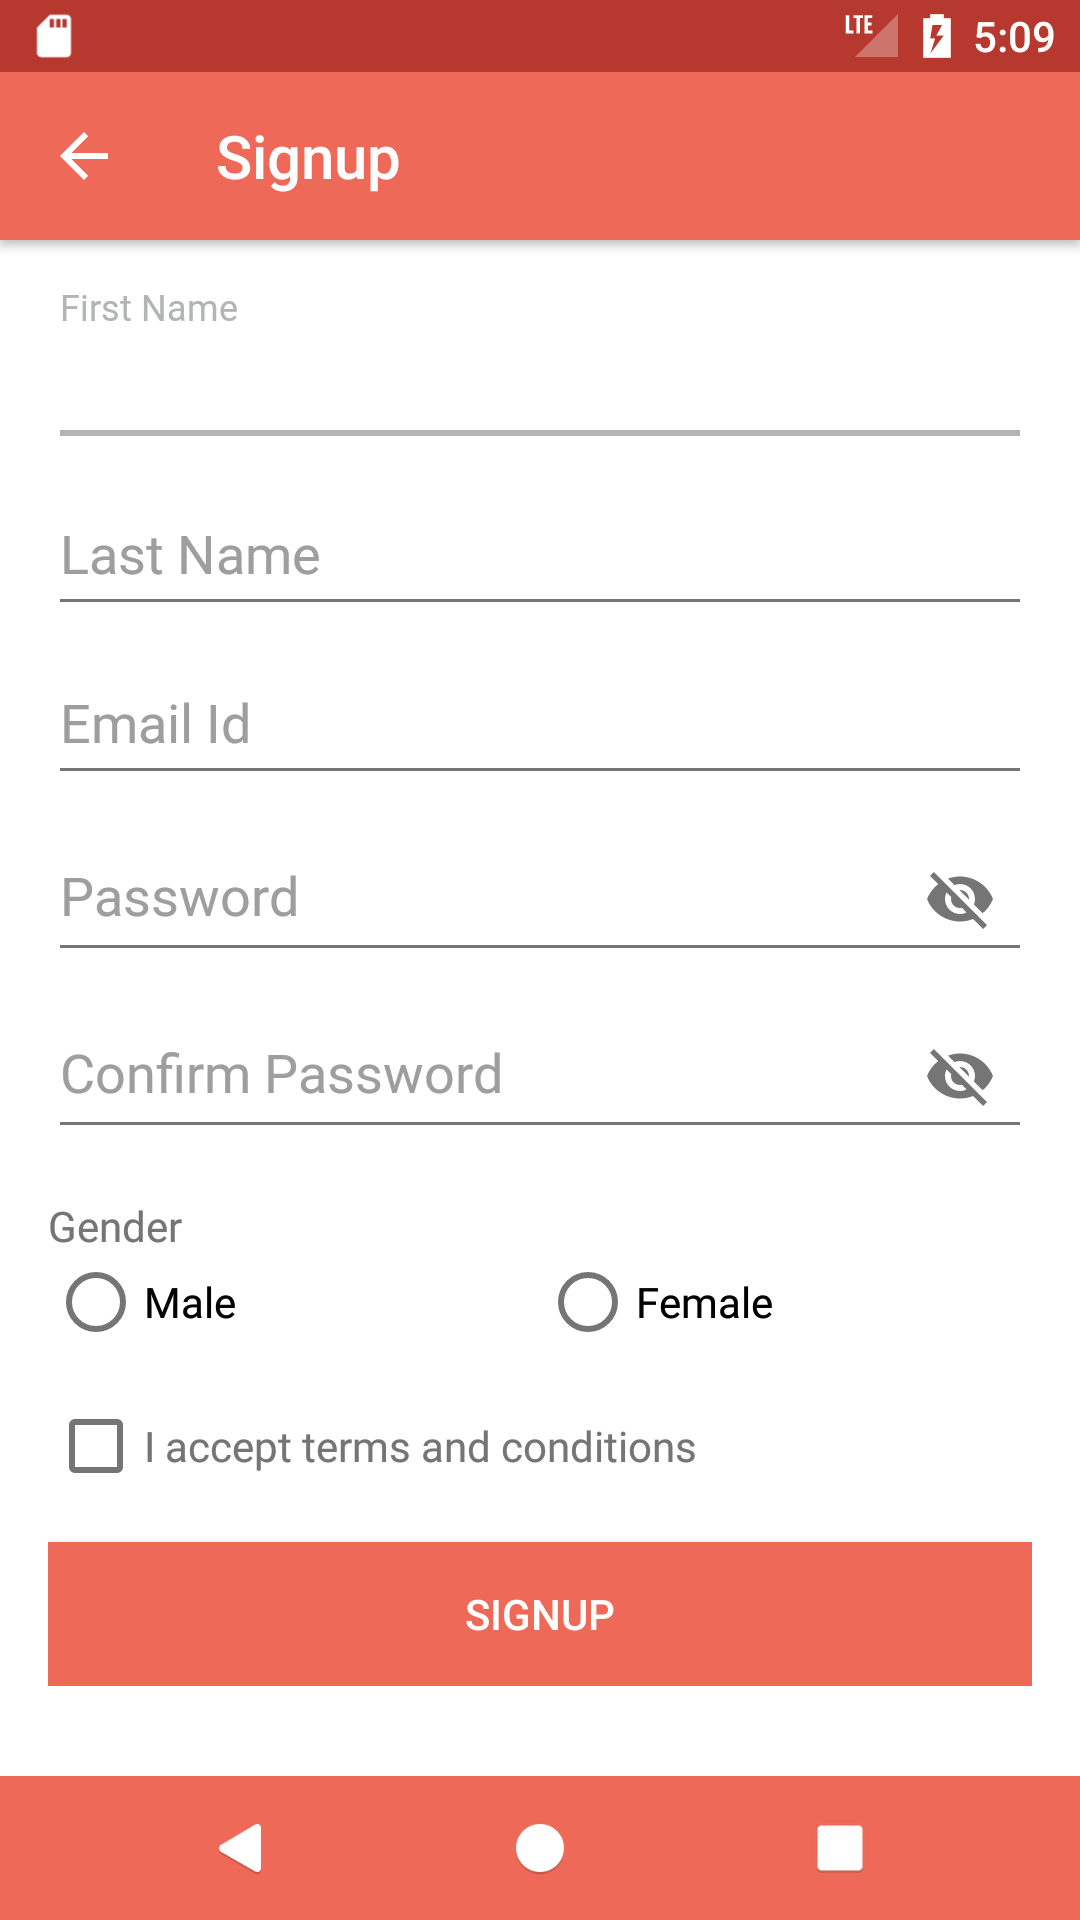 LTE 5:09
Signup
First Name
Last Name
Email Id
Password
Confirm Password
Gender
Male Female
I accept terms and conditions
SIGNUP